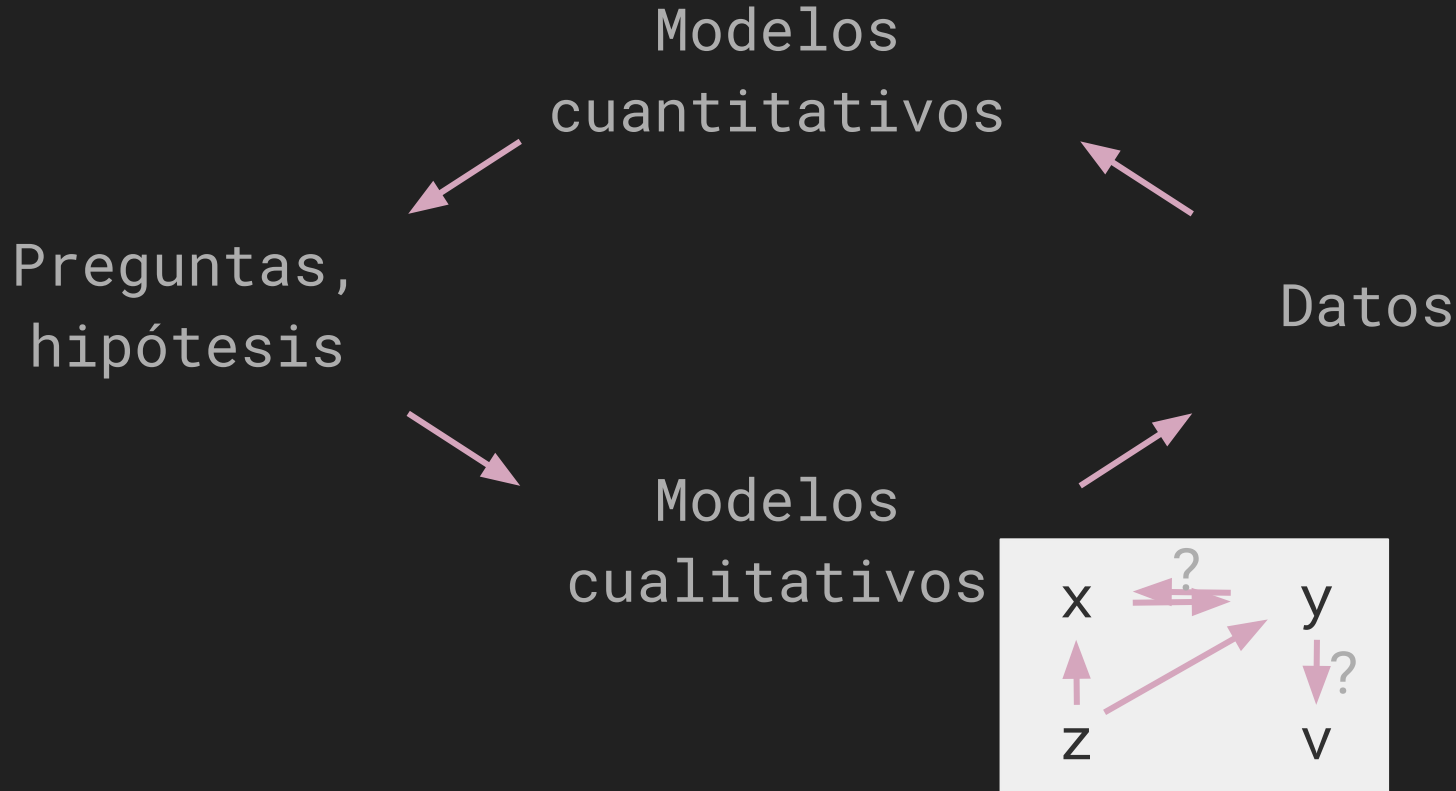 Modelos
cuantitativos
Preguntas,
hipótesis
Datos
Modelos
cualitativos
?
x y
?
z v